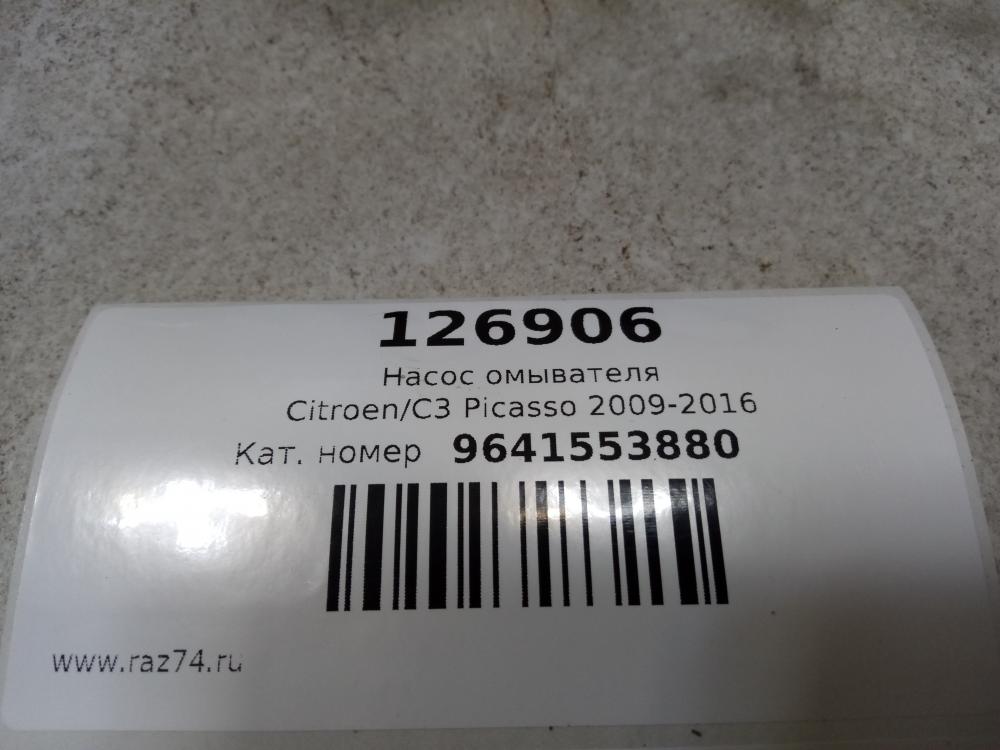 126906
Насос омывателя
Citroen/C3 Picasso 2009-2016
Кат. номер 9641553880
www.raz74.ru